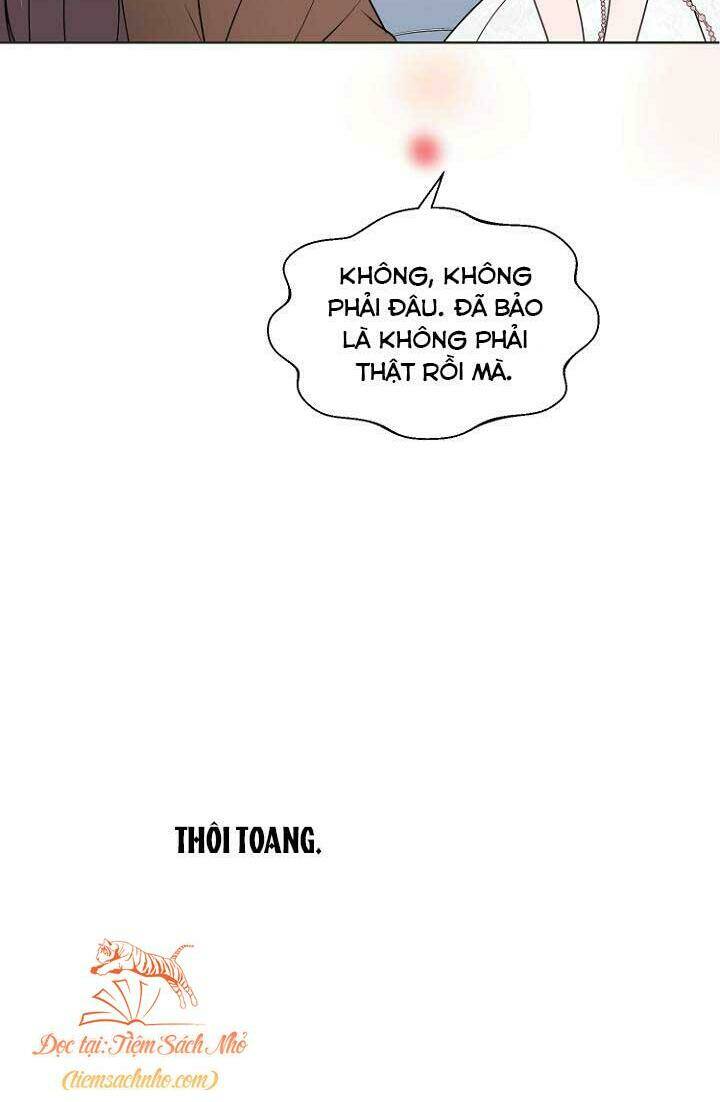 KHÔNG, KHÔNG
PHẢI ĐÂU. ĐÃ BẢO
LÀ KHÔNG PHẢI
THẬT RỒI MÀ.
THÔI TOANG.
Đọc tại: Tiệm Sách Nhỏ
(tiemsachnho.com)